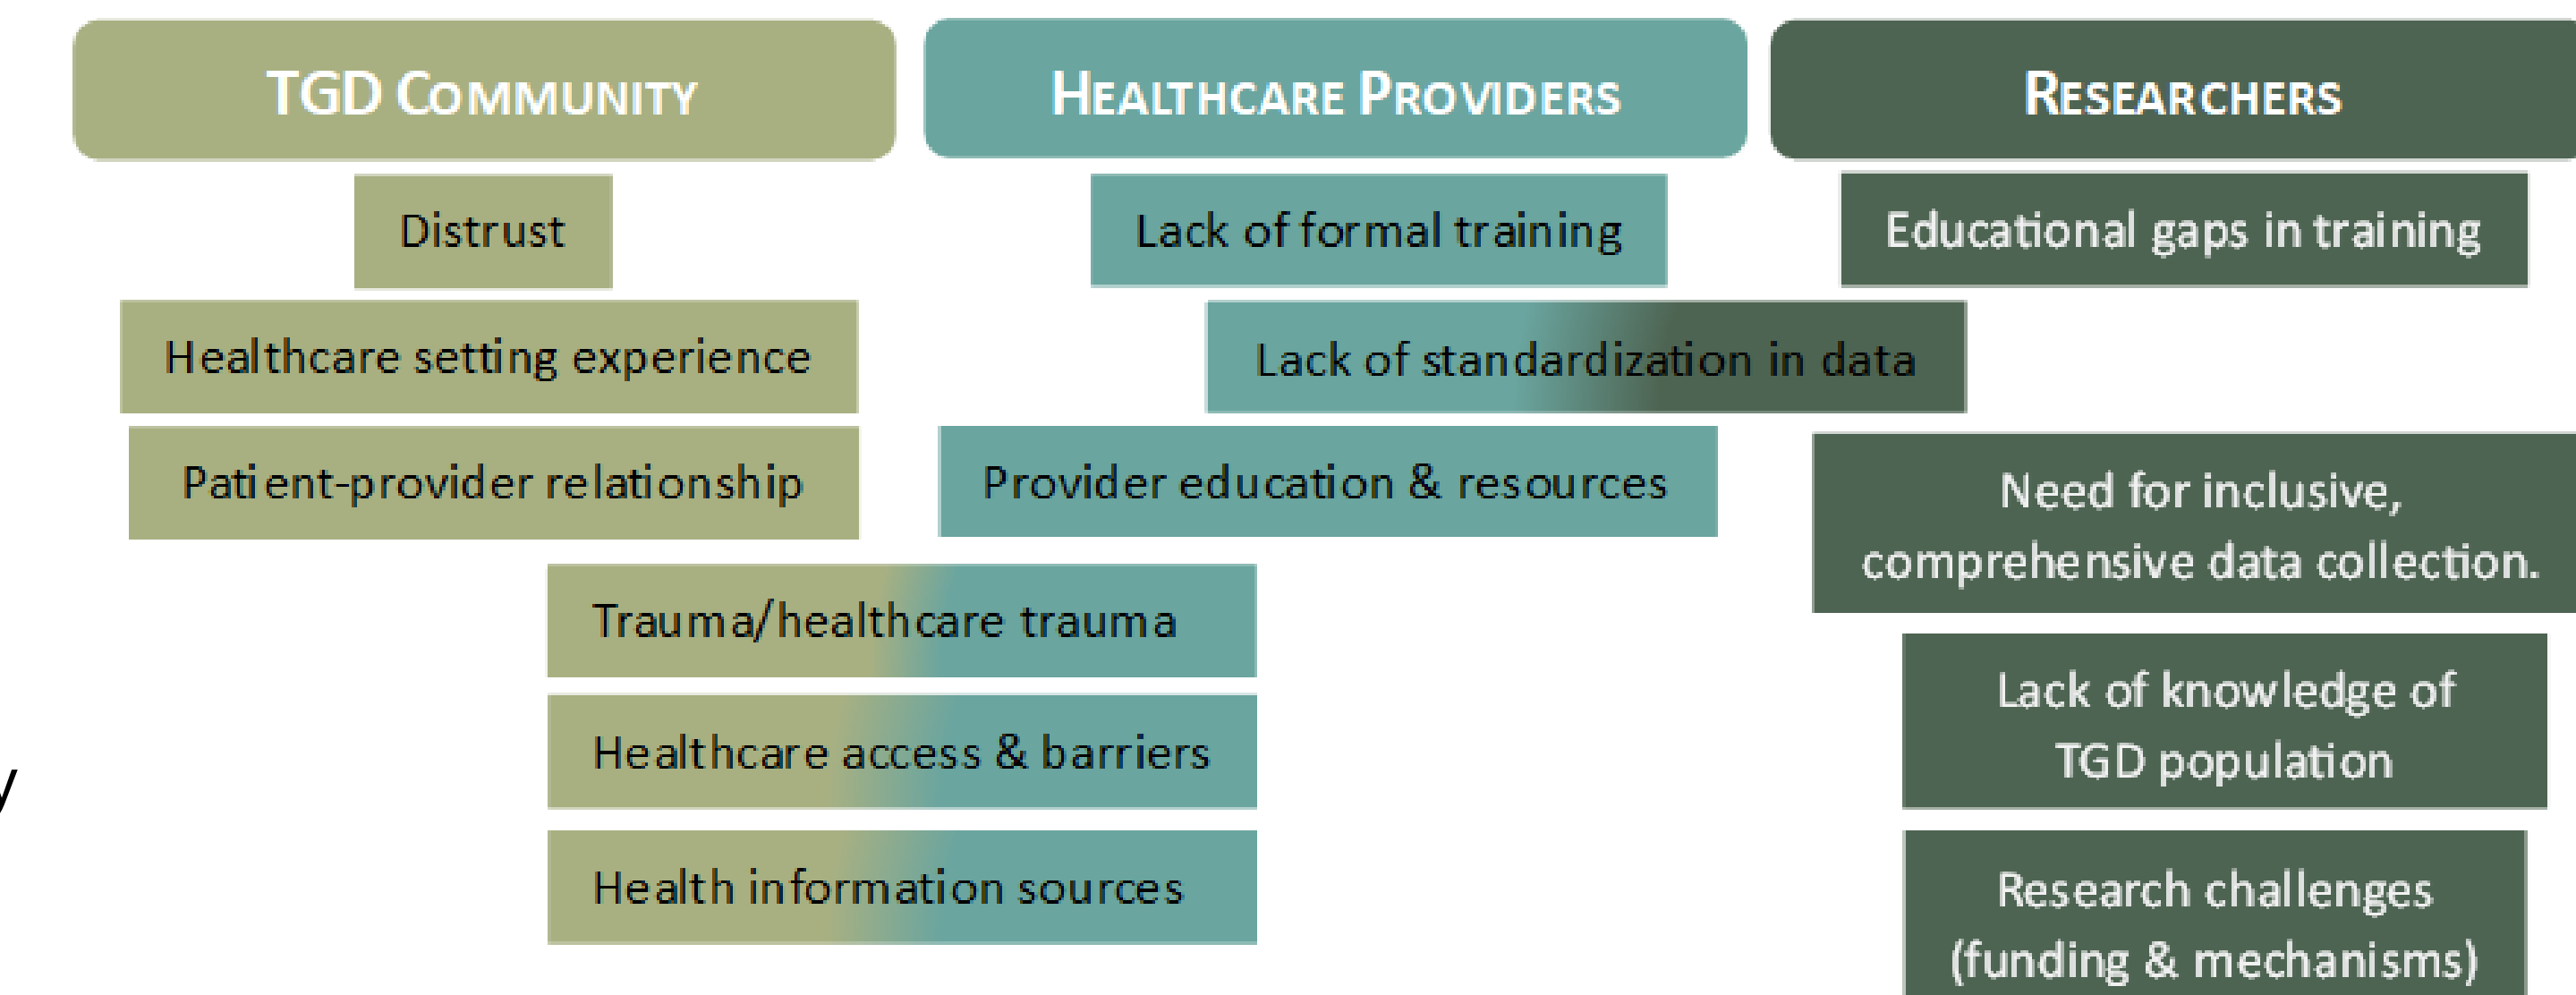 TGD COMMUNITY
HEALTHCARE PROVIDERS
RESEARCHERS
Distrust
Lack of formal training
Educational gaps in training
Healthcare setting experience
Lack of standardization in data
Patient-provider relationship
Provider education & resources
Need for inclusive,
comprehensive data collection.
Trauma/healthcare trauma
Lack of knowledge of
TGD population
Healthcare access & barriers
y
Health information sources
Research challenges
(funding & mechanisms)